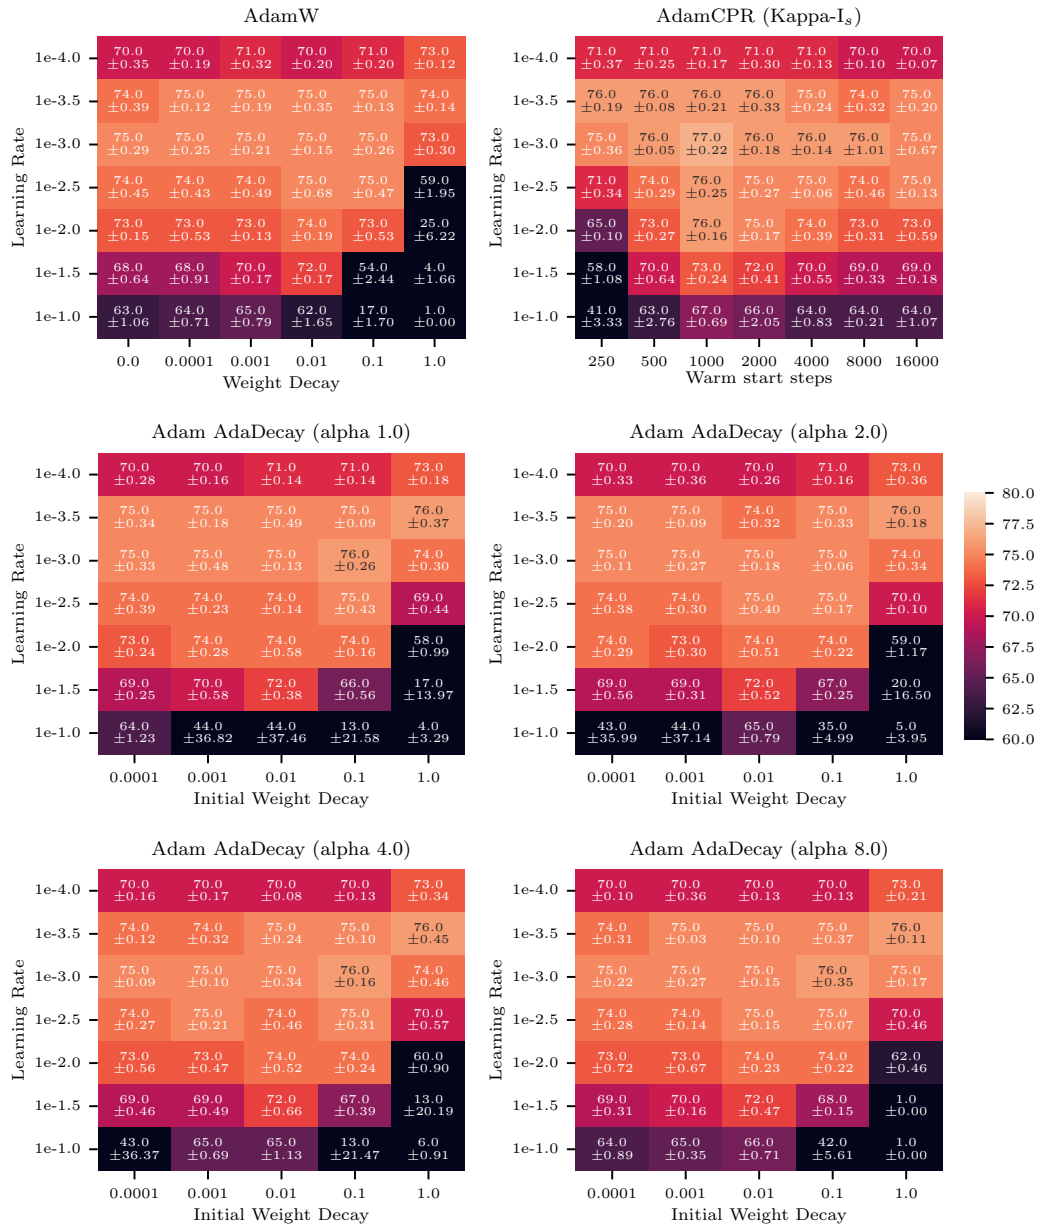 AdamW
Learning Rate
1e-4.0 70.0 70.0 71.0 70.0 71.0 73.0
±0.35 ±0.19 ±0.32 ±0.20 ±0.20 ±0.12
1e-3.5 74.0 75.0 75.0 75.0 75.0 74.0
±0.39 ±0.12 ±0.19 ±0.35 ±0.13 ±0.14
1e-3.0 75.0 75.0 75.0 75.0 75.0 73.0
±0.29 ±0.25 ±0.21 ±0.15 ±0.26 ±0.30
1e-2.5 74.0 74.0 74.0 75.0 75.0 59.0
±0.45 ±0.43 ±0.49 ±0.68 ±0.47 ±1.95
1e-2.0 73.0 73.0 73.0 74.0 73.0 25.0
±0.15 ±0.53 ±0.13 ±0.19 ±0.53 ±6.22
1e-1.5 68.0 68.0 70.0 72.0 54.0 4.0
±0.64 ±0.91 ±0.17 ±0.17 ±2.44 ±1.66
1e-1.0 63.0 64.0 65.0 62.0 17.0 1.0
±1.06 ±0.71 ±0.79 ±1.65 ±1.70 ±0.00
0.0 0.0001 0.001 0.01 0.1 1.0
Weight Decay
AdamCPR (Kappa-Iₛ)
Learning Rate
1e-4.0 71.0 71.0 71.0 71.0 71.0 70.0 70.0
±0.37 ±0.25 ±0.17 ±0.30 ±0.13 ±0.10 ±0.07
1e-3.5 76.0 76.0 76.0 76.0 75.0 74.0 75.0
±0.19 ±0.08 ±0.21 ±0.33 ±0.24 ±0.32 ±0.20
1e-3.0 75.0 76.0 77.0 76.0 76.0 76.0 75.0
±0.36 ±0.05 ±0.22 ±0.18 ±0.14 ±1.01 ±0.67
1e-2.5 71.0 74.0 76.0 75.0 75.0 74.0 75.0
±0.34 ±0.29 ±0.25 ±0.27 ±0.06 ±0.46 ±0.13
1e-2.0 65.0 73.0 76.0 75.0 74.0 73.0 73.0
±0.10 ±0.27 ±0.16 ±0.17 ±0.39 ±0.31 ±0.59
1e-1.5 58.0 70.0 73.0 72.0 70.0 69.0 69.0
±1.08 ±0.64 ±0.24 ±0.41 ±0.55 ±0.33 ±0.18
1e-1.0 41.0 63.0 67.0 66.0 64.0 64.0 64.0
±3.33 ±2.76 ±0.69 ±2.05 ±0.83 ±0.21 ±1.07
250 500 1000 2000 4000 8000 16000
Warm start steps
Adam AdaDecay (alpha 1.0)
Learning Rate
1e-4.0 70.0 70.0 71.0 71.0 73.0
±0.28 ±0.16 ±0.14 ±0.14 ±0.18
1e-3.5 75.0 75.0 75.0 75.0 76.0
±0.34 ±0.18 ±0.49 ±0.09 ±0.37
1e-3.0 75.0 75.0 75.0 76.0 74.0
±0.33 ±0.48 ±0.13 ±0.26 ±0.30
1e-2.5 74.0 74.0 74.0 75.0 69.0
±0.39 ±0.23 ±0.14 ±0.43 ±0.44
1e-2.0 73.0 74.0 74.0 74.0 58.0
±0.24 ±0.28 ±0.58 ±0.16 ±0.99
1e-1.5 69.0 70.0 72.0 66.0 17.0
±0.25 ±0.58 ±0.38 ±0.56 ±13.97
1e-1.0 64.0 44.0 44.0 13.0 4.0
±1.23 ±36.82 ±37.46 ±21.58 ±3.29
0.0001 0.001 0.01 0.1 1.0
Initial Weight Decay
Adam AdaDecay (alpha 2.0)
Learning Rate
1e-4.0 70.0 70.0 70.0 71.0 73.0
±0.33 ±0.36 ±0.26 ±0.16 ±0.36
1e-3.5 75.0 75.0 74.0 75.0 76.0
±0.20 ±0.09 ±0.32 ±0.33 ±0.18
1e-3.0 75.0 75.0 75.0 75.0 74.0
±0.11 ±0.27 ±0.18 ±0.06 ±0.34
1e-2.5 74.0 74.0 75.0 75.0 70.0
±0.38 ±0.30 ±0.40 ±0.17 ±0.10
1e-2.0 74.0 73.0 74.0 74.0 59.0
±0.29 ±0.30 ±0.51 ±0.22 ±1.17
1e-1.5 69.0 69.0 72.0 67.0 20.0
±0.56 ±0.31 ±0.52 ±0.25 ±16.50
1e-1.0 43.0 44.0 65.0 35.0 5.0
±35.99 ±37.14 ±0.79 ±4.99 ±3.95
0.0001 0.001 0.01 0.1 1.0
Initial Weight Decay
80.0
77.5
75.0
72.5
70.0
67.5
65.0
62.5
60.0
Adam AdaDecay (alpha 4.0)
Learning Rate
1e-4.0 70.0 70.0 70.0 70.0 73.0
±0.16 ±0.17 ±0.08 ±0.13 ±0.34
1e-3.5 74.0 74.0 75.0 75.0 76.0
±0.12 ±0.32 ±0.24 ±0.10 ±0.45
1e-3.0 75.0 75.0 75.0 76.0 74.0
±0.09 ±0.10 ±0.34 ±0.16 ±0.46
1e-2.5 74.0 75.0 74.0 75.0 70.0
±0.27 ±0.21 ±0.46 ±0.31 ±0.57
1e-2.0 73.0 73.0 74.0 74.0 60.0
±0.56 ±0.47 ±0.52 ±0.24 ±0.90
1e-1.5 69.0 69.0 72.0 67.0 13.0
±0.46 ±0.49 ±0.66 ±0.39 ±20.19
1e-1.0 43.0 65.0 65.0 13.0 6.0
±36.37 ±0.69 ±1.13 ±21.47 ±0.91
0.0001 0.001 0.01 0.1 1.0
Initial Weight Decay
Adam AdaDecay (alpha 8.0)
Learning Rate
1e-4.0 70.0 70.0 70.0 70.0 73.0
±0.10 ±0.36 ±0.13 ±0.13 ±0.21
1e-3.5 74.0 75.0 75.0 75.0 76.0
±0.31 ±0.03 ±0.10 ±0.37 ±0.11
1e-3.0 75.0 75.0 75.0 76.0 75.0
±0.22 ±0.27 ±0.15 ±0.35 ±0.17
1e-2.5 74.0 74.0 75.0 75.0 70.0
±0.28 ±0.14 ±0.15 ±0.07 ±0.46
1e-2.0 73.0 73.0 74.0 74.0 62.0
±0.72 ±0.67 ±0.23 ±0.22 ±0.46
1e-1.5 69.0 70.0 72.0 68.0 1.0
±0.31 ±0.16 ±0.47 ±0.15 ±0.00
1e-1.0 64.0 65.0 66.0 42.0 1.0
±0.89 ±0.35 ±0.71 ±5.61 ±0.00
0.0001 0.001 0.01 0.1 1.0
Initial Weight Decay